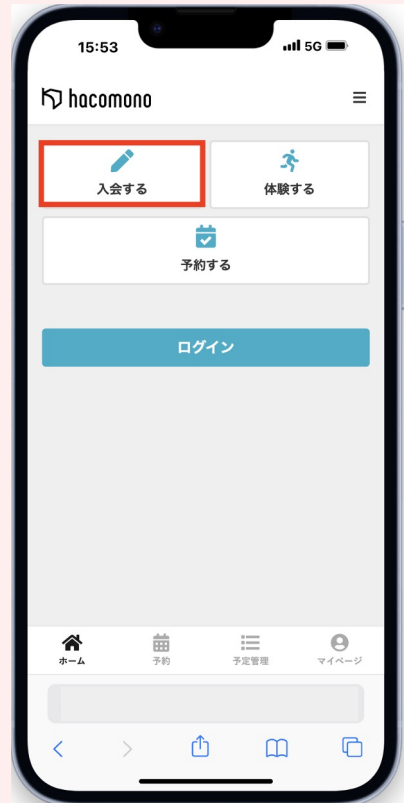 15:53
5G
hacomono
入会する
体験する
予約する
ログイン
ホーム
予約
予定管理
マイページ